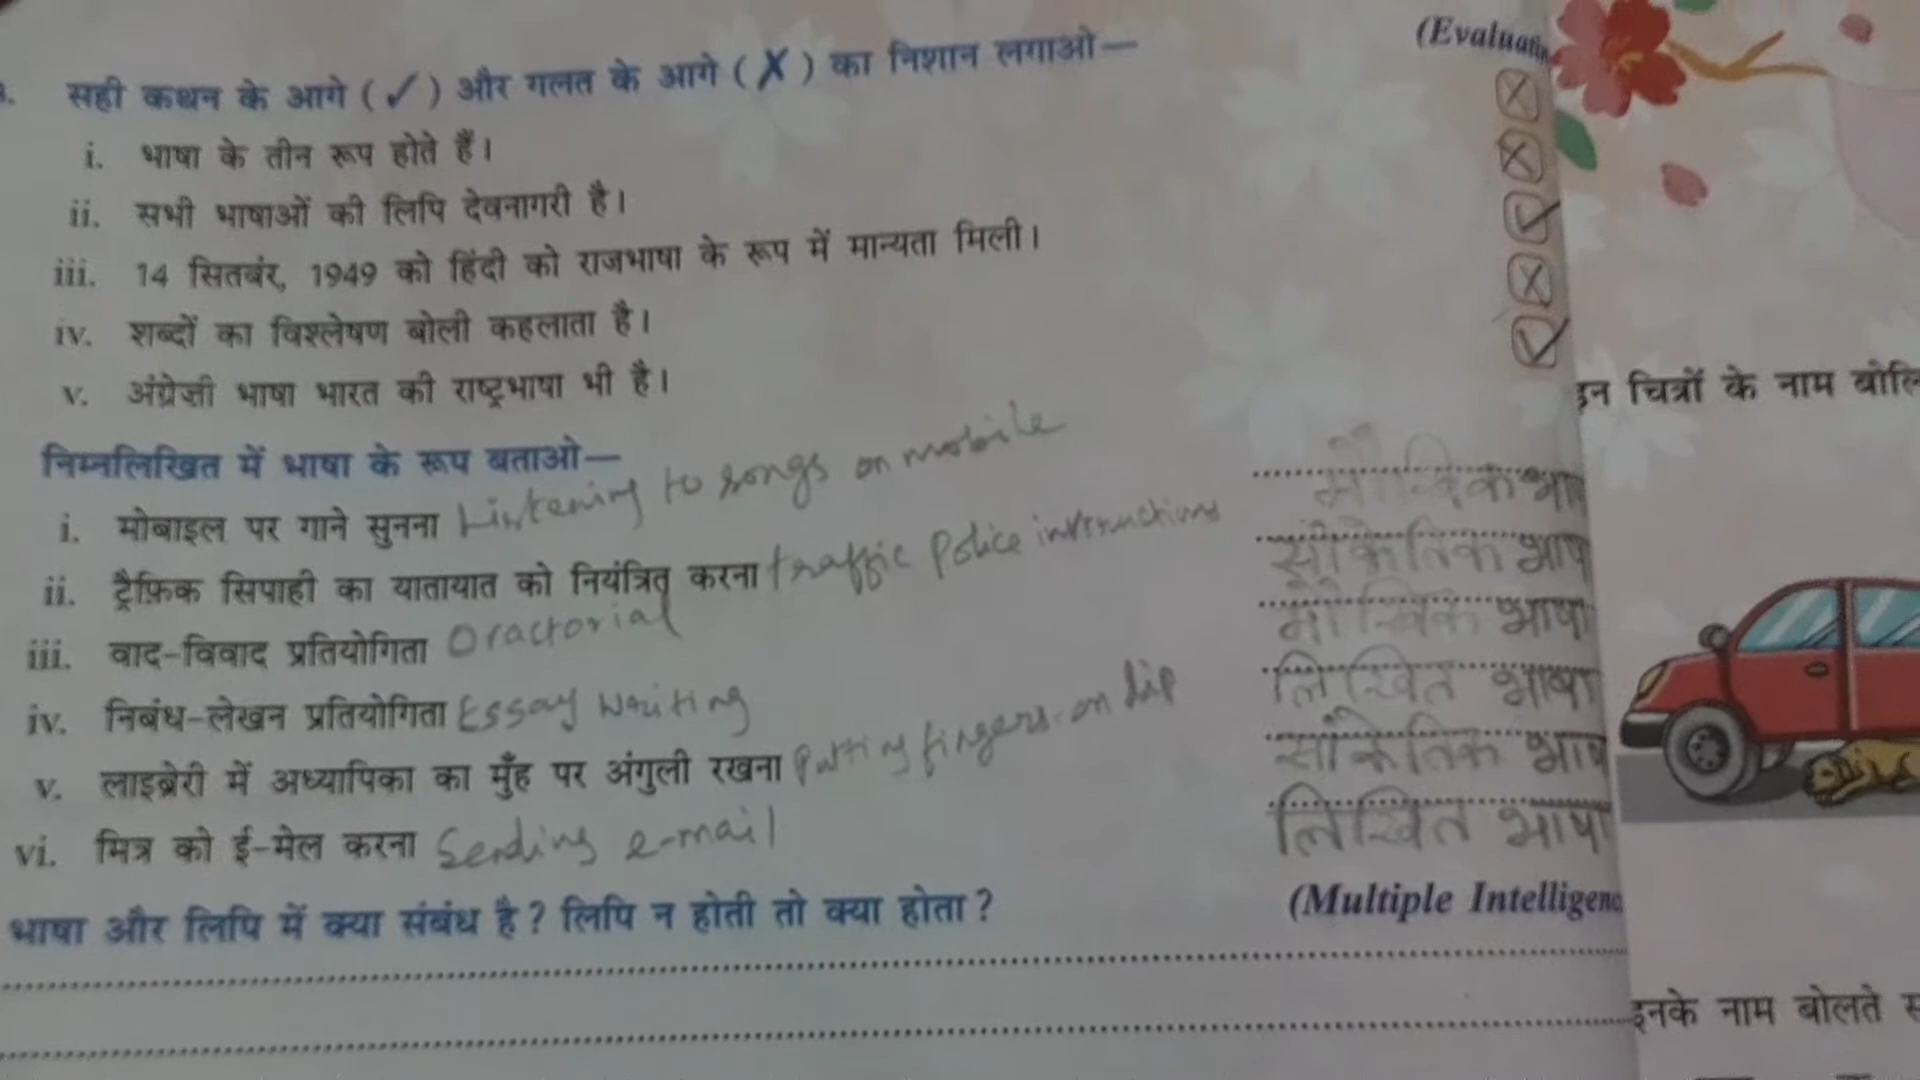 (Evaluation
सही कथन के आगे (✓) और गलत के आगे (X) का निशान लगाओ—
i. भाषा के तीन रूप होते हैं।
ii. सभी भाषाओं की लिपि देवनागरी है।
iii. 14 सितबंर, 1949 को हिंदी को राजभाषा के रूप में मान्यता मिली।
iv. शब्दों का विश्लेषण बोली कहलाता है।
v. अंग्रेज़ी भाषा भारत की राष्ट्रभाषा भी है।
निम्नलिखित में भाषा के रूप बताओ—
i. मोबाइल पर गाने सुनना Listening to songs on mobile मौखिक भा
ii. ट्रैफ़िक सिपाही का यातायात को नियंत्रित करना traffic police instructions सांकेतिक भाष
iii. वाद-विवाद प्रतियोगिता Oractorial मौखिक भाषा
iv. निबंध-लेखन प्रतियोगिता Essay writing लिखित भाषा
v. लाइब्रेरी में अध्यापिका का मुँह पर अंगुली रखना Putting fingers on lip सांकेतिक भाष
vi. मित्र को ई-मेल करना Sending e-mail लिखित भाषा
भाषा और लिपि में क्या संबंध है? लिपि न होती तो क्या होता? (Multiple Intelligenc
इन चित्रों के नाम बोलि
इनके नाम बोलते स